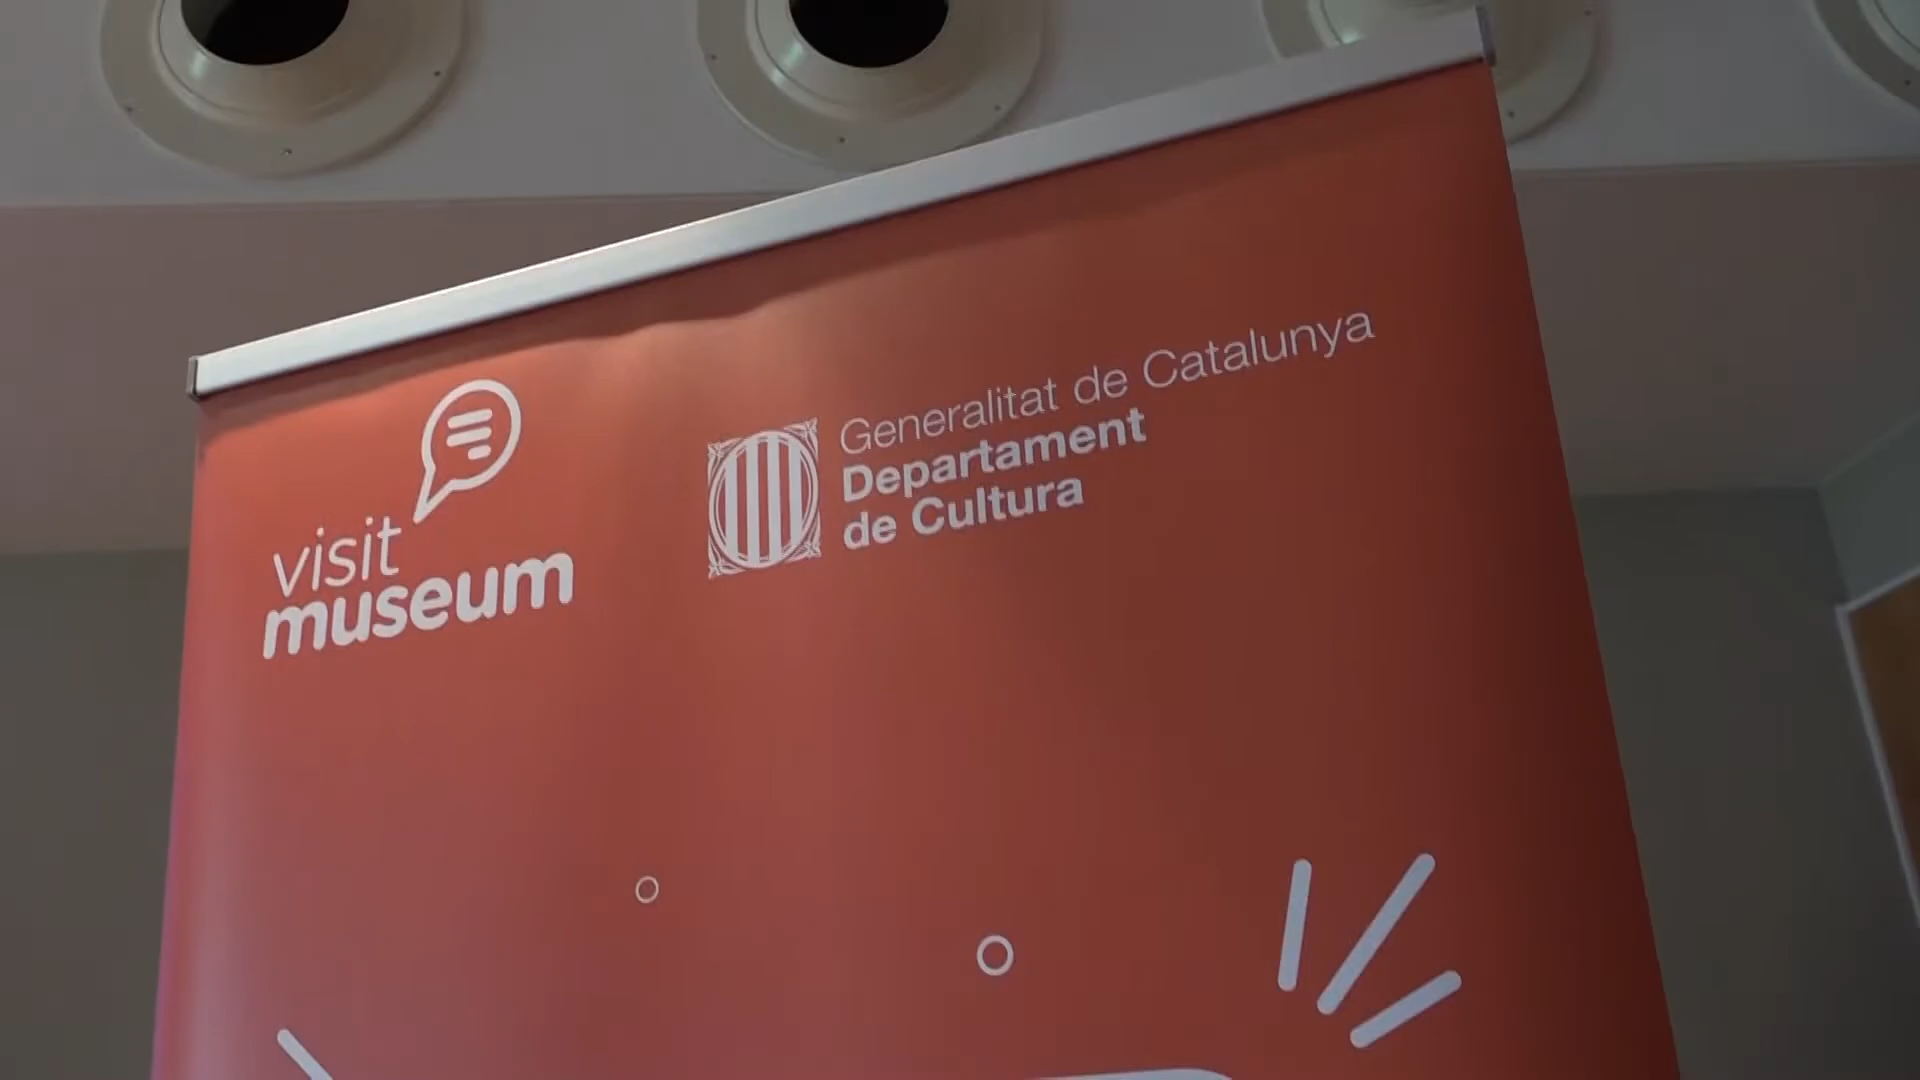 visit
museum
Generalitat de Catalunya
Departament
de Cultura